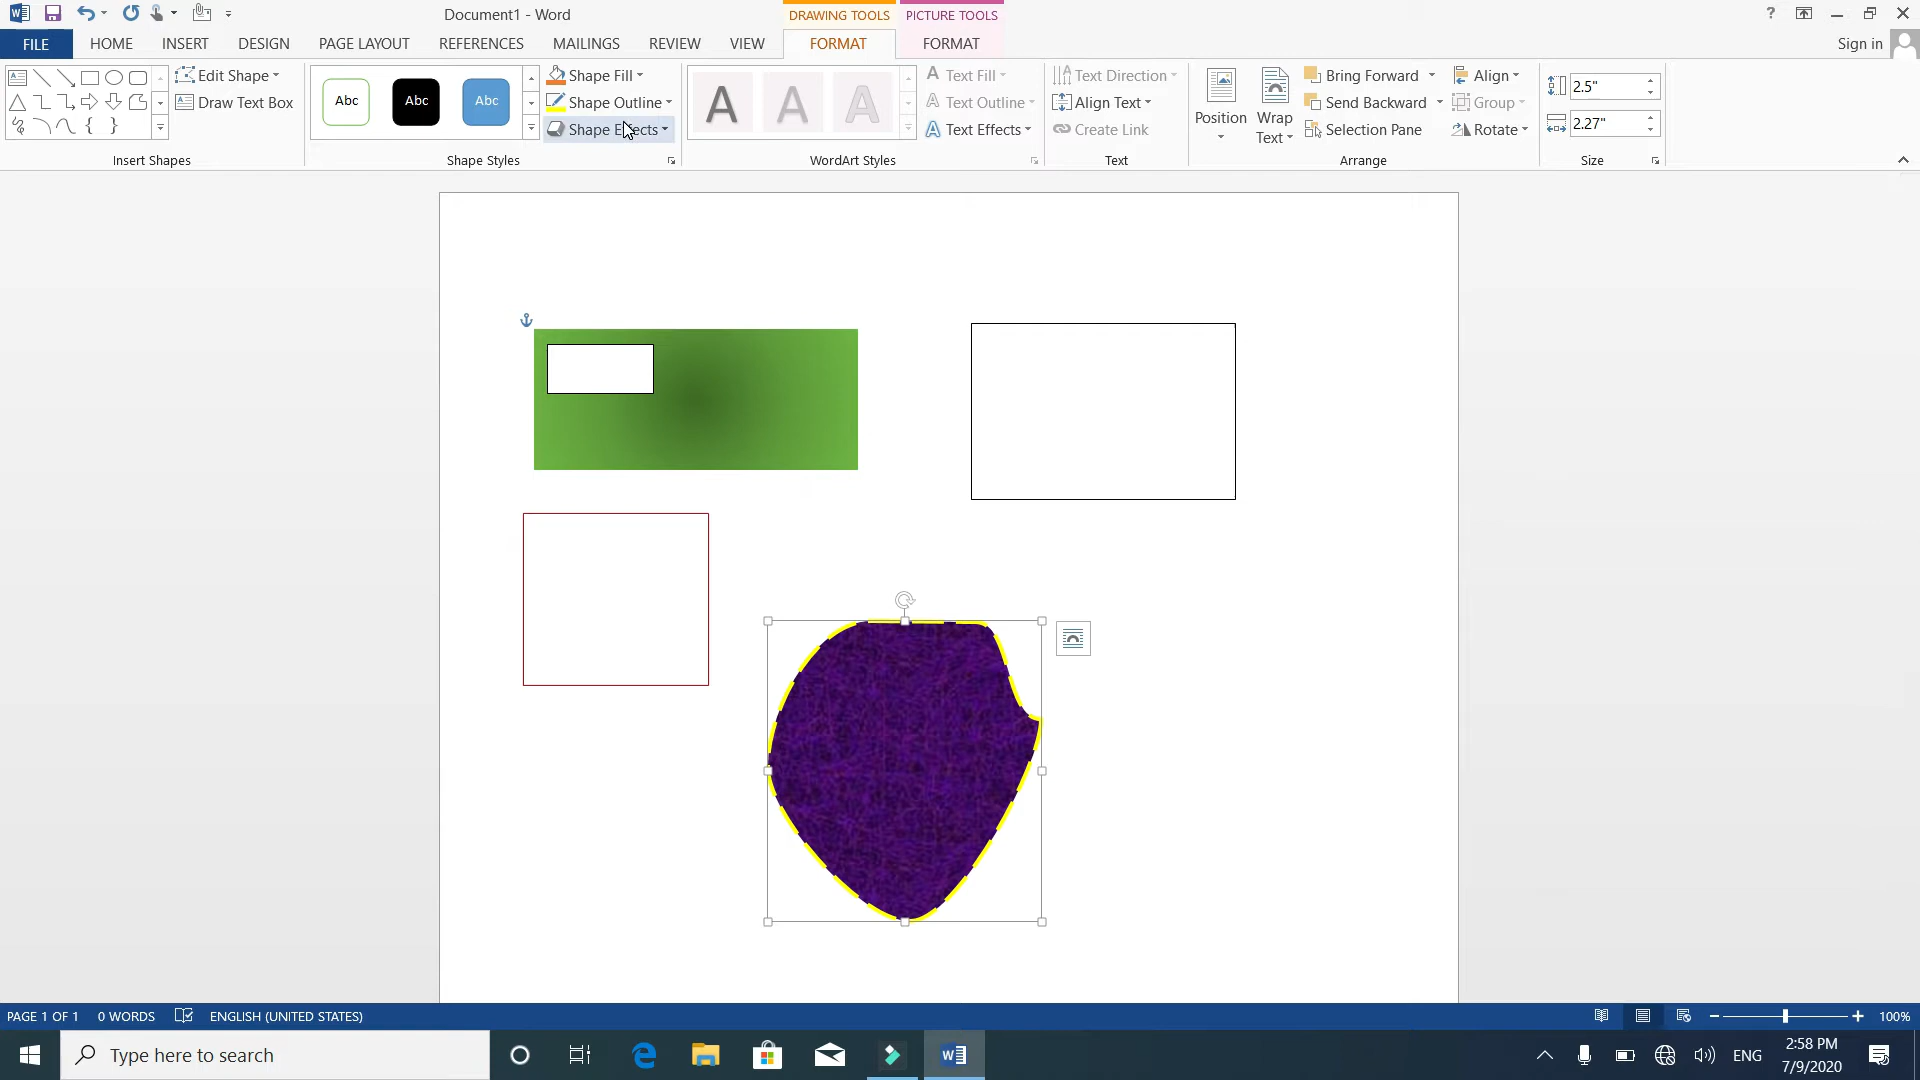 Document1 - Word
DRAWING TOOLS
PICTURE TOOLS
?
FILE
HOME
INSERT
DESIGN
PAGE LAYOUT
REFERENCES
MAILINGS
REVIEW
VIEW
FORMAT
FORMAT
Sign in
Edit Shape
Draw Text Box
Insert Shapes
Abc
Abc
Abc
Shape Fill
Shape Outline
Shape Effects
Shape Styles
A
A
A
WordArt Styles
A Text Fill
A Text Outline
A Text Effects
Text Direction
Align Text
Create Link
Text
Position
Wrap
Text
Bring Forward
Send Backward
Selection Pane
Align
Group
Rotate
Arrange
2.5"
2.27"
Size
PAGE 1 OF 1
0 WORDS
ENGLISH (UNITED STATES)
100%
Type here to search
ENG
2:58 PM
7/9/2020